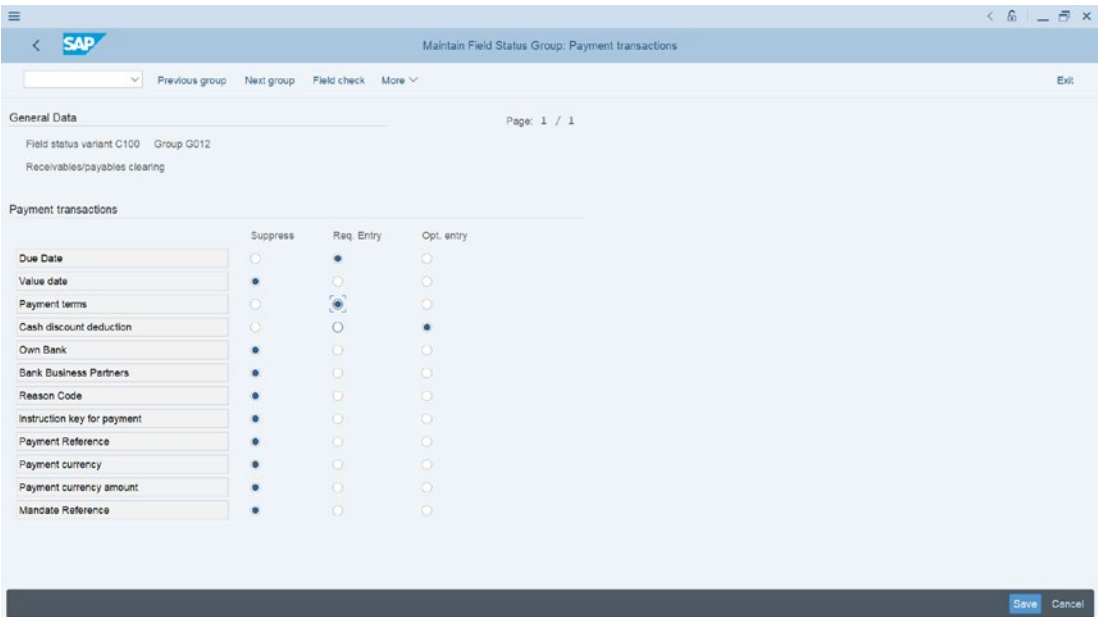 SAP
Maintain Field Status Group: Payment transactions
Previous group Next group Field check More Exit
General Data
Page: 1 / 1
Field status variant C100 Group G012
Receivables/payables clearing
Payment transactions
Suppress Req. Entry Opt. entry
Due Date
Value date
Payment terms
Cash discount deduction
Own Bank
Bank Business Partners
Reason Code
Instruction key for payment
Payment Reference
Payment currency
Payment currency amount
Mandate Reference
Save Cancel